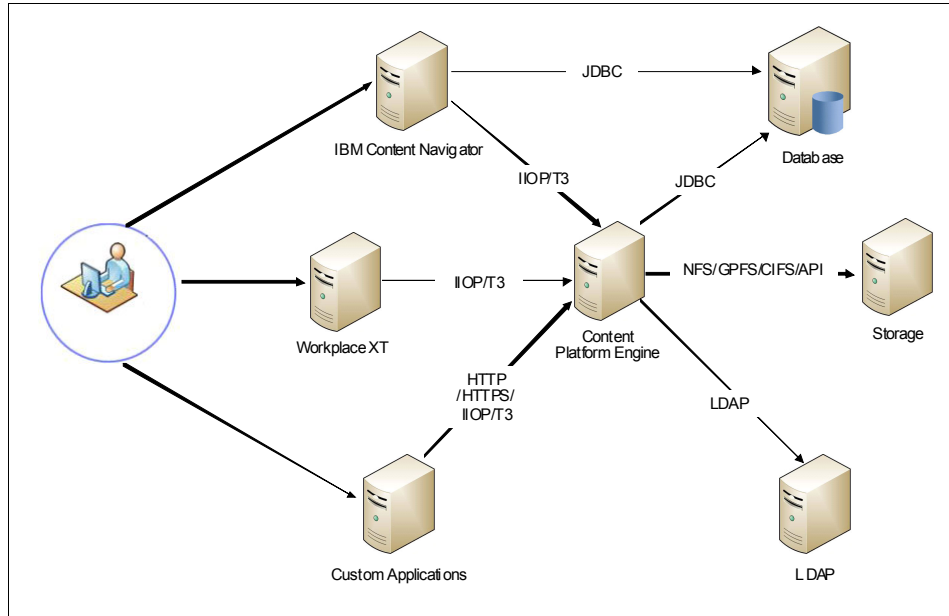 JDBC
IBM Content Navigator
Database
IIOP/T3
JDBC
NFS/GPFS/CIFS/API
IIOP/T3
Workplace XT
Content
Platform Engine
Storage
HTTP
/HTTPS/
IIOP/T3
LDAP
Custom Applications
LDAP